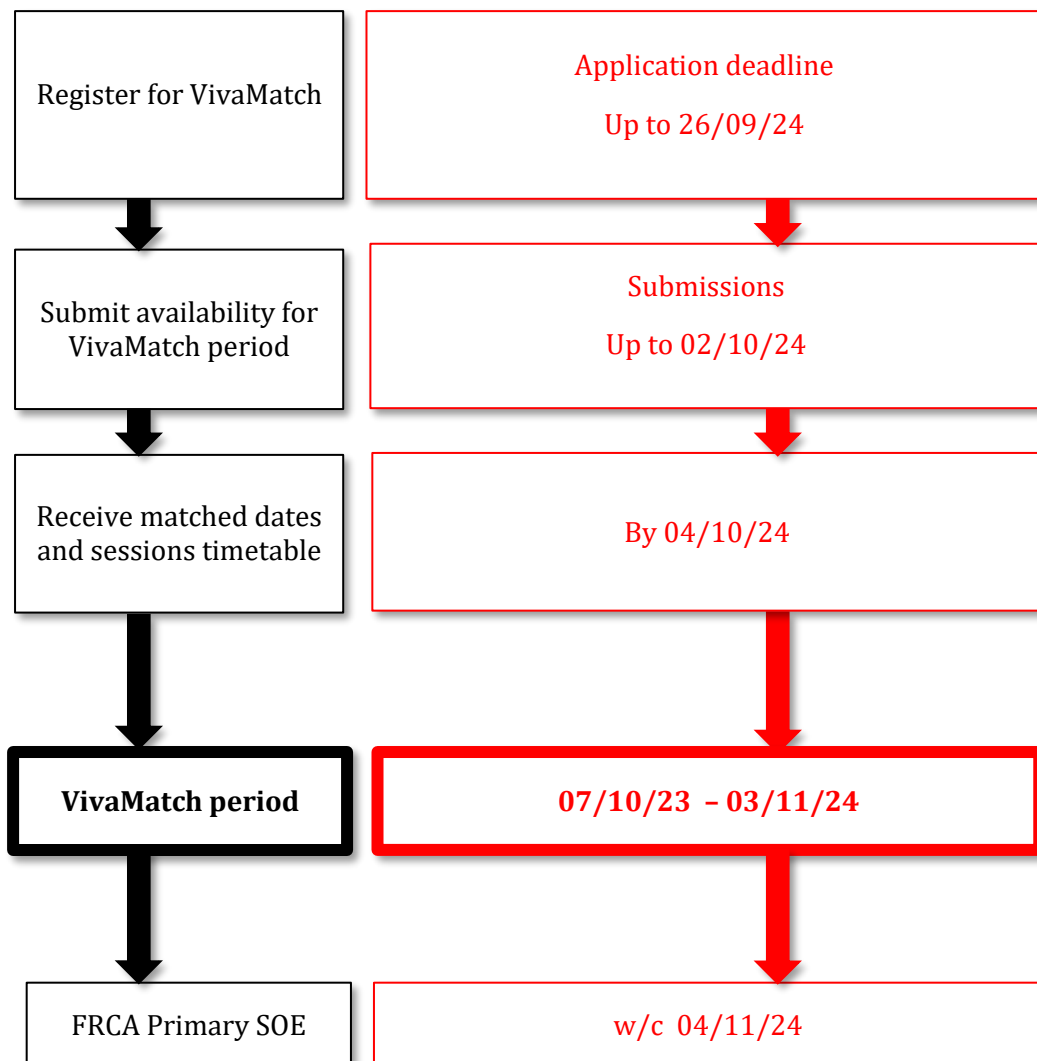 Register for VivaMatch
Application deadline
Up to 26/09/24
Submit availability for
VivaMatch period
Submissions
Up to 02/10/24
Receive matched dates
and sessions timetable
By 04/10/24
VivaMatch period
07/10/23 – 03/11/24
FRCA Primary SOE
w/c 04/11/24